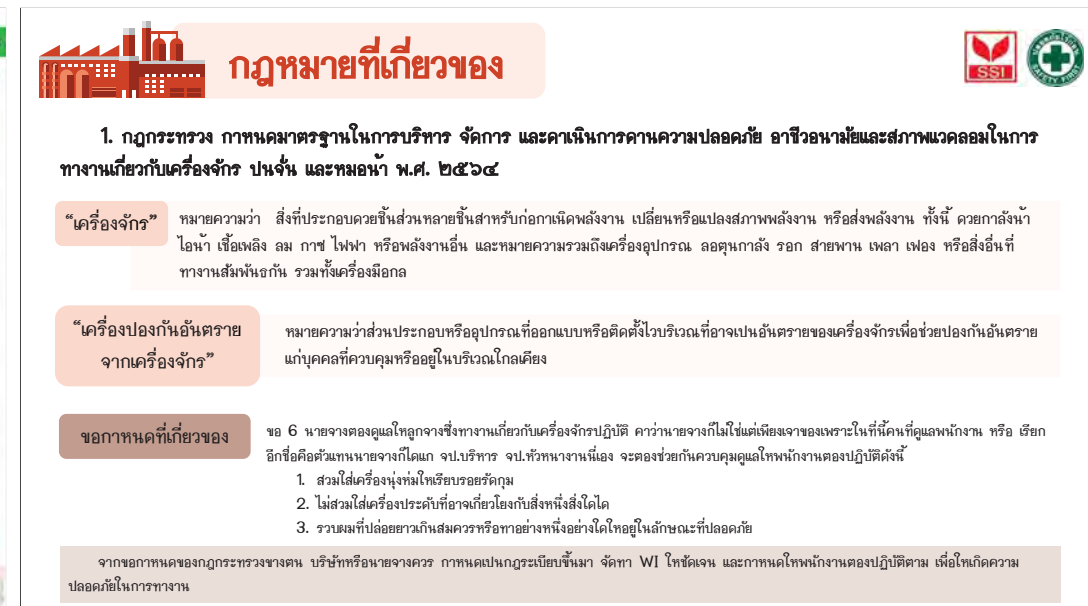 กฎหมายที่เกี่ยวของ
SSI
ปลอดภัยไว้ก่อน
SAFETY FIRST
1. กฎกระทรวง กาหนดมาตรฐานในการบริหาร จัดการ และดาเนินการดานความปลอดภัย อาชีวอนามัยและสภาพแวดลอมในการ
ทางานเกี่ยวกับเครื่องจักร ปนจั่น และหมอน้ำ พ.ศ. ๒๕๖๔
“เครื่องจักร”
หมายความว่า สิ่งที่ประกอบดวยชิ้นส่วนหลายชิ้นสาหรับก่อกาเนิดพลังงาน เปลี่ยนหรือแปลงสภาพพลังงาน หรือส่งพลังงาน ทั้งนี้ ดวยกาลังน้า
ไอน้า เชื้อเพลิง ลม กาซ ไฟฟา หรือพลังงานอื่น และหมายความรวมถึงเครื่องอุปกรณ ลอตุนกาลัง รอก สายพาน เพลา เฟอง หรือสิ่งอื่นที่
ทางานสัมพันธกัน รวมทั้งเครื่องมือกล
“เครื่องปองกันอันตราย
จากเครื่องจักร”
หมายความว่าส่วนประกอบหรืออุปกรณที่ออกแบบหรือติดตั้งไวบริเวณที่อาจเปนอันตรายของเครื่องจักรเพื่อช่วยปองกันอันตราย
แก่บุคคลที่ควบคุมหรืออยู่ในบริเวณใกลเคียง
ขอกาหนดที่เกี่ยวของ
ขอ 6 นายจางตองดูแลใหลูกจางซึ่งทางานเกี่ยวกับเครื่องจักรปฏิบัติ คาว่านายจางก็ไม่ใช่แต่เพียงเจาของเพราะในที่นี้คนที่ดูแลพนักงาน หรือ เรียก
อีกชื่อคือตัวแทนนายจางก็ไดแก จป.บริหาร จป.หัวหนางานนี่เอง จะตองช่วยกันควบคุมดูแลใหพนักงานตองปฏิบัติดังนี้
1. สวมใส่เครื่องนุ่งห่มใหเรียบรอยรัดกุม
2. ไม่สวมใส่เครื่องประดับที่อาจเกี่ยวโยงกับสิ่งหนึ่งสิ่งใดได
3. รวบผมที่ปล่อยยาวเกินสมควรหรือทาอย่างหนึ่งอย่างใดใหอยู่ในลักษณะที่ปลอดภัย
จากขอกาหนดของกฎกระทรวงขางตน บริษัทหรือนายจางควร กาหนดเปนกฎระเบียบขึ้นมา จัดทา WI ใหชัดเจน และกาหนดใหพนักงานตองปฏิบัติตาม เพื่อใหเกิดความ
ปลอดภัยในการทางาน